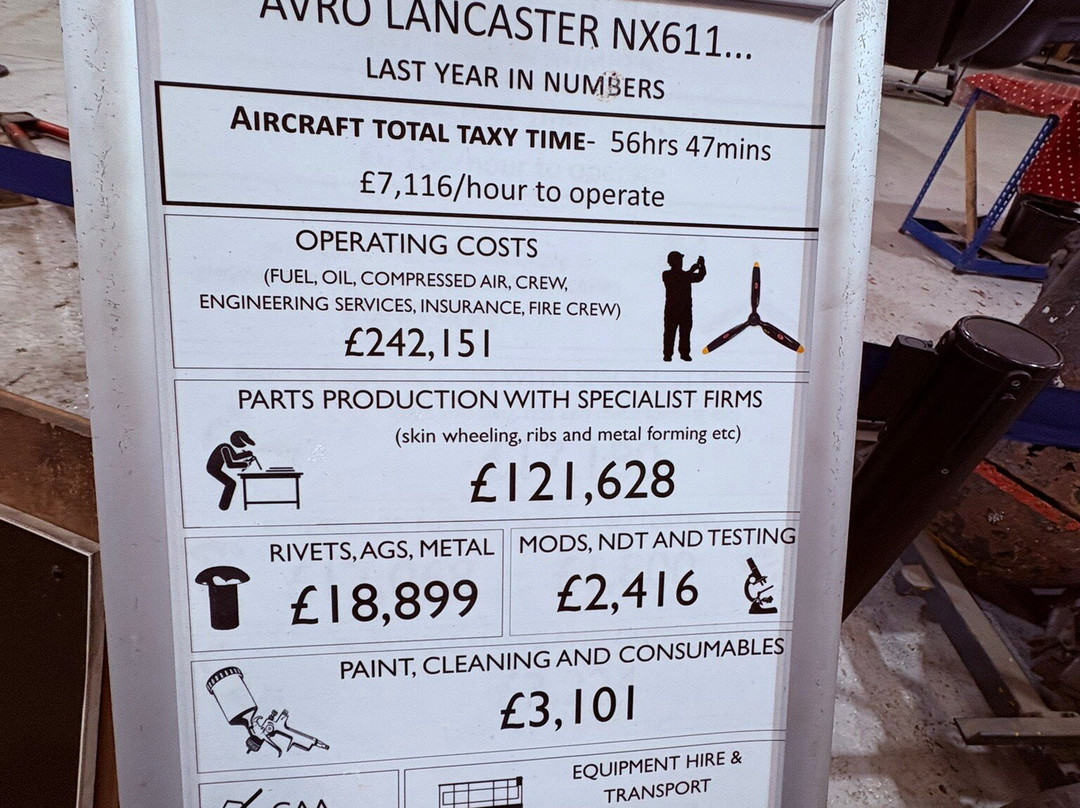 AVRO LANCASTER NX611...
LAST YEAR IN NUMBERS
AIRCRAFT TOTAL TAXY TIME- 56hrs 47mins
£7,116/hour to operate
OPERATING COSTS
(FUEL, OIL, COMPRESSED AIR, CREW,
ENGINEERING SERVICES, INSURANCE, FIRE CREW)
£242,151
PARTS PRODUCTION WITH SPECIALIST FIRMS
(skin wheeling, ribs and metal forming etc)
£121,628
RIVETS, AGS, METAL
£18,899
MODS, NDT AND TESTING
£2,416
PAINT, CLEANING AND CONSUMABLES
£3,101
CAA
EQUIPMENT HIRE &
TRANSPORT